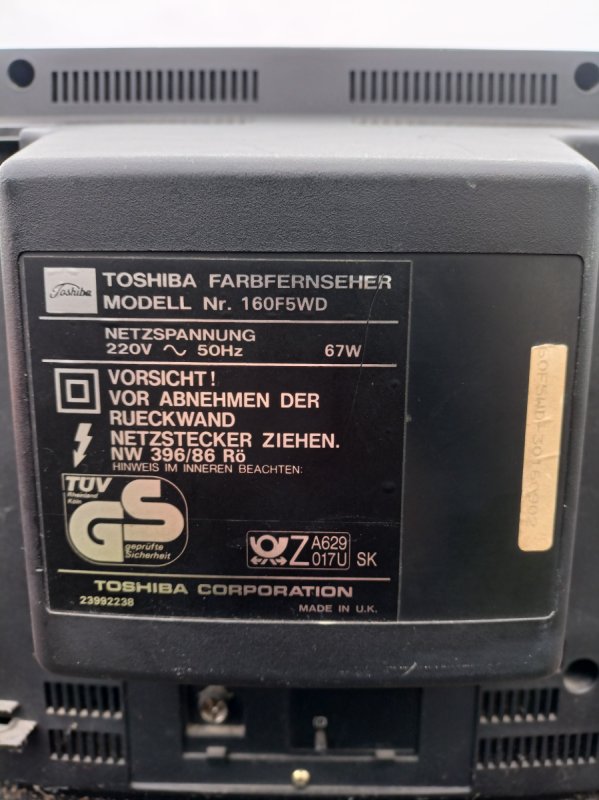 Toshiba
TOSHIBA FARBFERNSEHER
MODELL Nr. 160F5WD
NETZSPANNUNG
220V ~ 50Hz 67W
VORSICHT!
VOR ABNEHMEN DER
RUECKWAND
NETZSTECKER ZIEHEN.
NW 396/86 Rö
HINWEIS IM INNEREN BEACHTEN:
TÜV
Rheinland
Köln
GS
geprüfte
Sicherheit
Z A629
017U SK
TOSHIBA CORPORATION
23992238
MADE IN U.K.